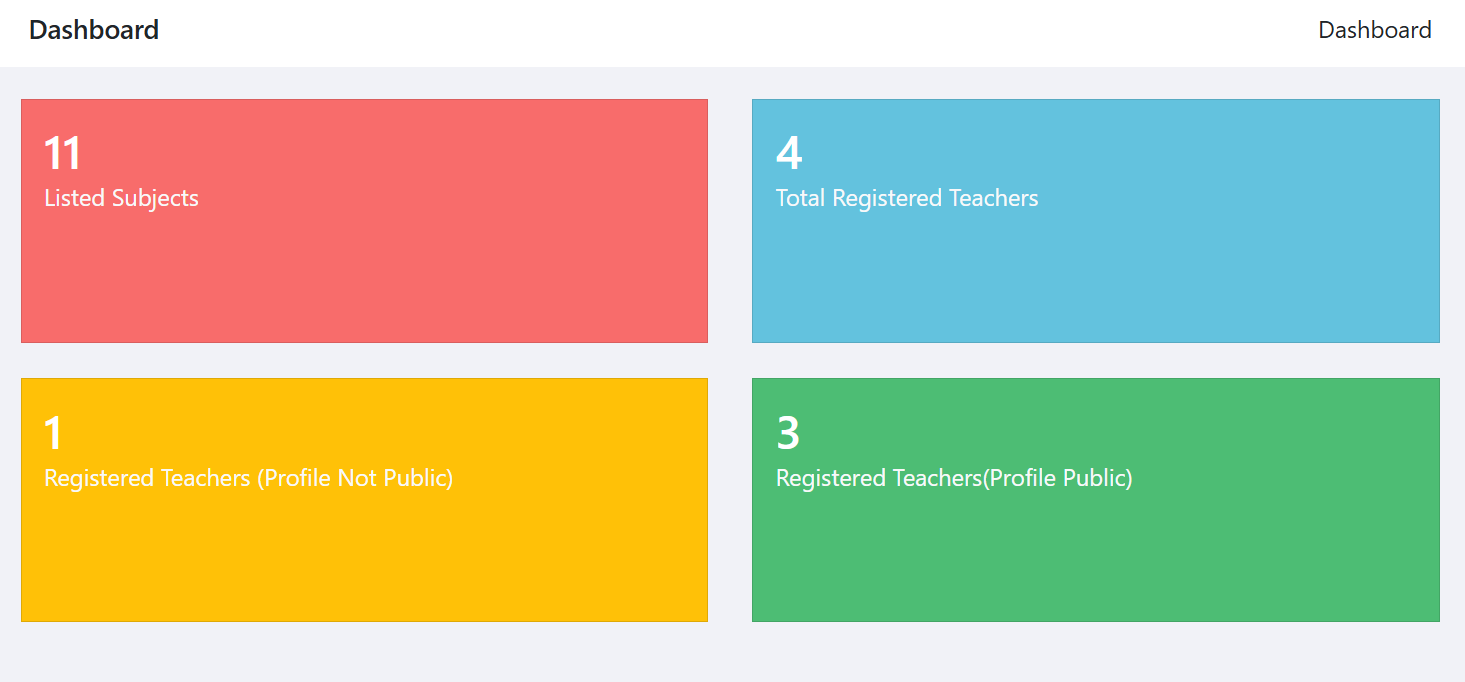 Dashboard
Dashboard
11
Listed Subjects
4
Total Registered Teachers
1
Registered Teachers (Profile Not Public)
3
Registered Teachers(Profile Public)